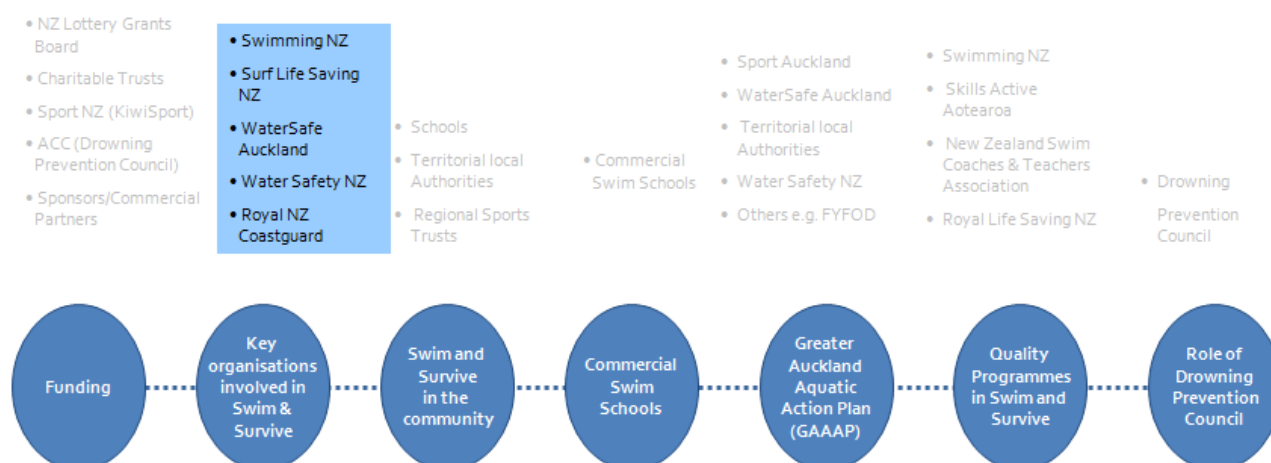 • NZ Lottery Grants
Board
• Charitable Trusts
• Sport NZ (KiwiSport)
• ACC (Drowning
Prevention Council)
• Sponsors/Commercial
Partners
• Swimming NZ
• Surf Life Saving
NZ
• WaterSafe
Auckland
• Water Safety NZ
• Royal NZ
Coastguard
• Schools
• Territorial local
Authorities
• Regional Sports
Trusts
• Commercial
Swim Schools
• Sport Auckland
• WaterSafe Auckland
• Territorial local
Authorities
• Water Safety NZ
• Others e.g. FYFOD
• Swimming NZ
• Skills Active
Aotearoa
• New Zealand Swim
Coaches & Teachers
Association
• Royal Life Saving NZ
• Drowning
Prevention
Council
Funding
Key
organisations
involved in
Swim &
Survive
Swim and
Survive
in the
community
Commercial
Swim
Schools
Greater
Auckland
Aquatic
Action Plan
(GAAAP)
Quality
Programmes
in Swim and
Survive
Role of
Drowning
Prevention
Council